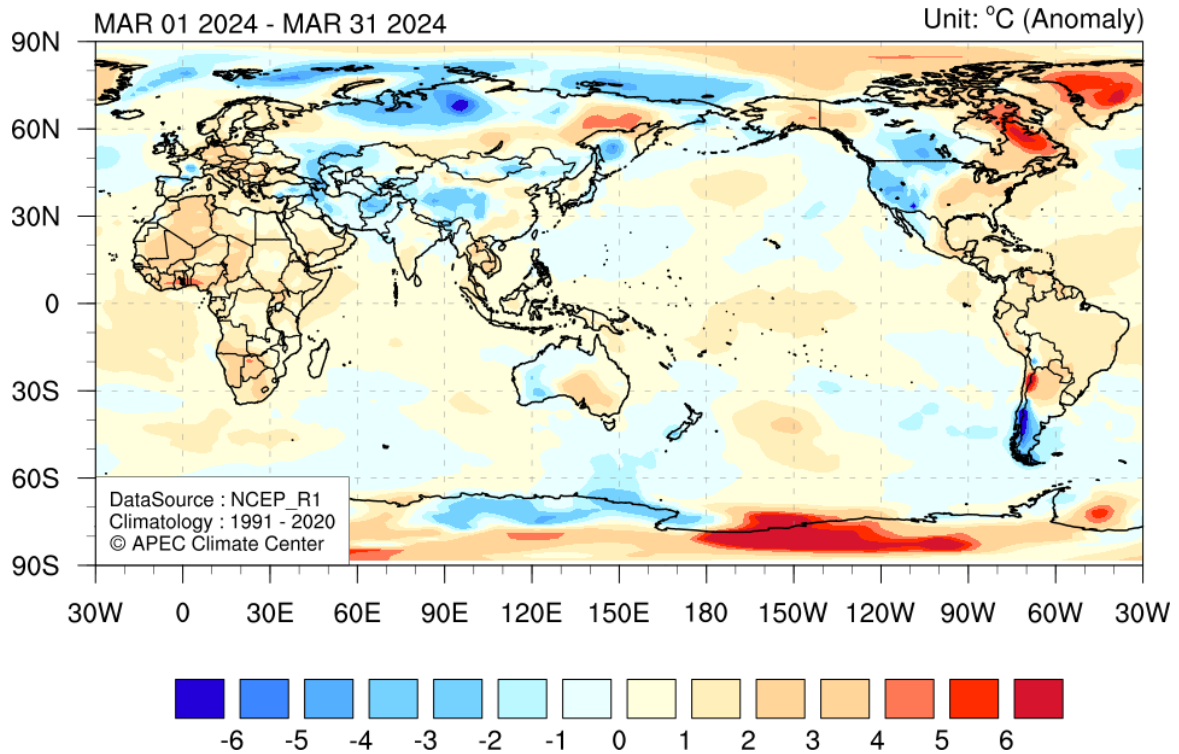 MAR 01 2024 - MAR 31 2024
Unit: °C (Anomaly)
90N
60N
30N
0
30S
60S
90S
DataSource : NCEP_R1
Climatology : 1991 - 2020
© APEC Climate Center
30W 0 30E 60E 90E 120E 150E 180 150W 120W 90W 60W 30W
-6 -5 -4 -3 -2 -1 0 1 2 3 4 5 6